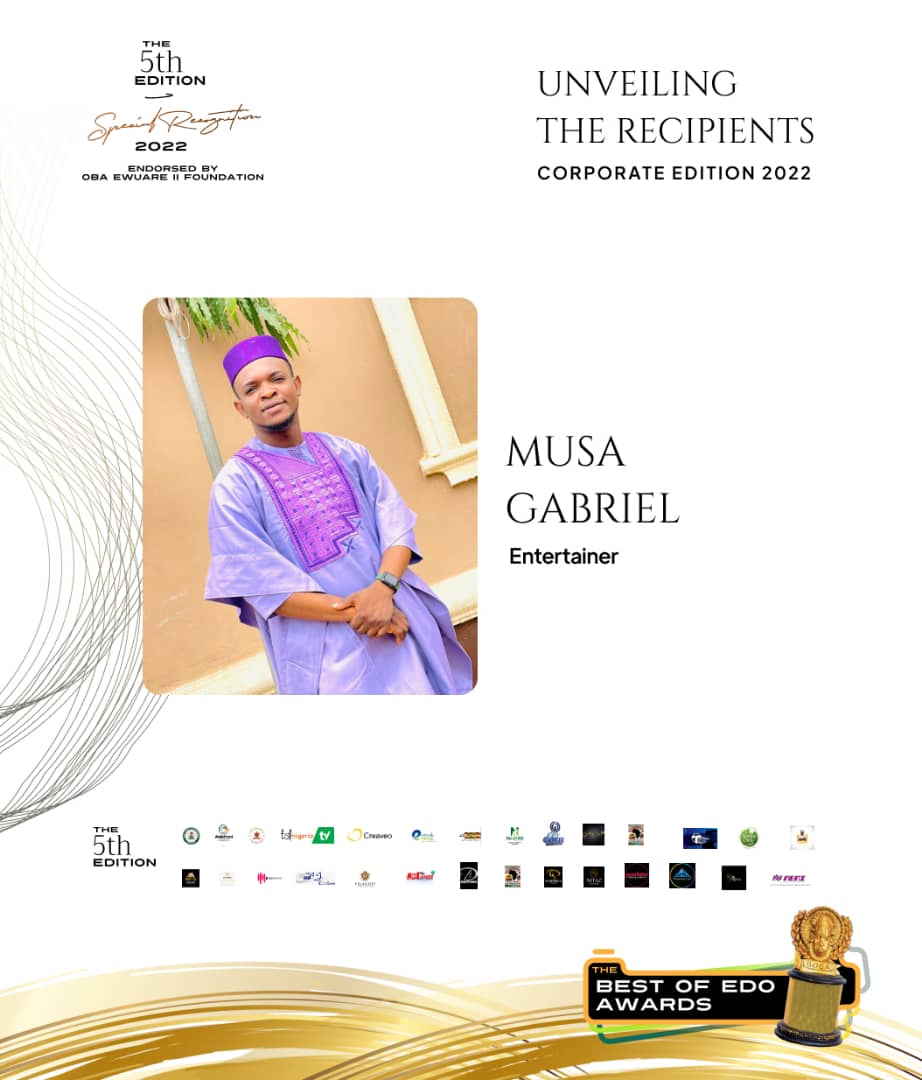 THE
5th
EDITION
Special Recognition
2022
ENDORSED BY
OBA EWUARE II FOUNDATION
UNVEILING
THE RECIPIENTS
CORPORATE EDITION 2022
MUSA
GABRIEL
Entertainer
THE
5th
EDITION
Creaveo
THE
BEST OF EDO
AWARDS